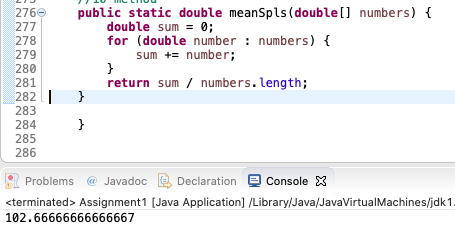 275 //10 method
276 public static double meanSpls(double[] numbers) {
277 double sum = 0;
278 for (double number : numbers) {
279 sum += number;
280 }
281 return sum / numbers.length;
282 }
283
284 }
285
286
Problems @ Javadoc Declaration Console
<terminated> Assignment1 [Java Application] /Library/Java/JavaVirtualMachines/jdk1.
102.66666666666667